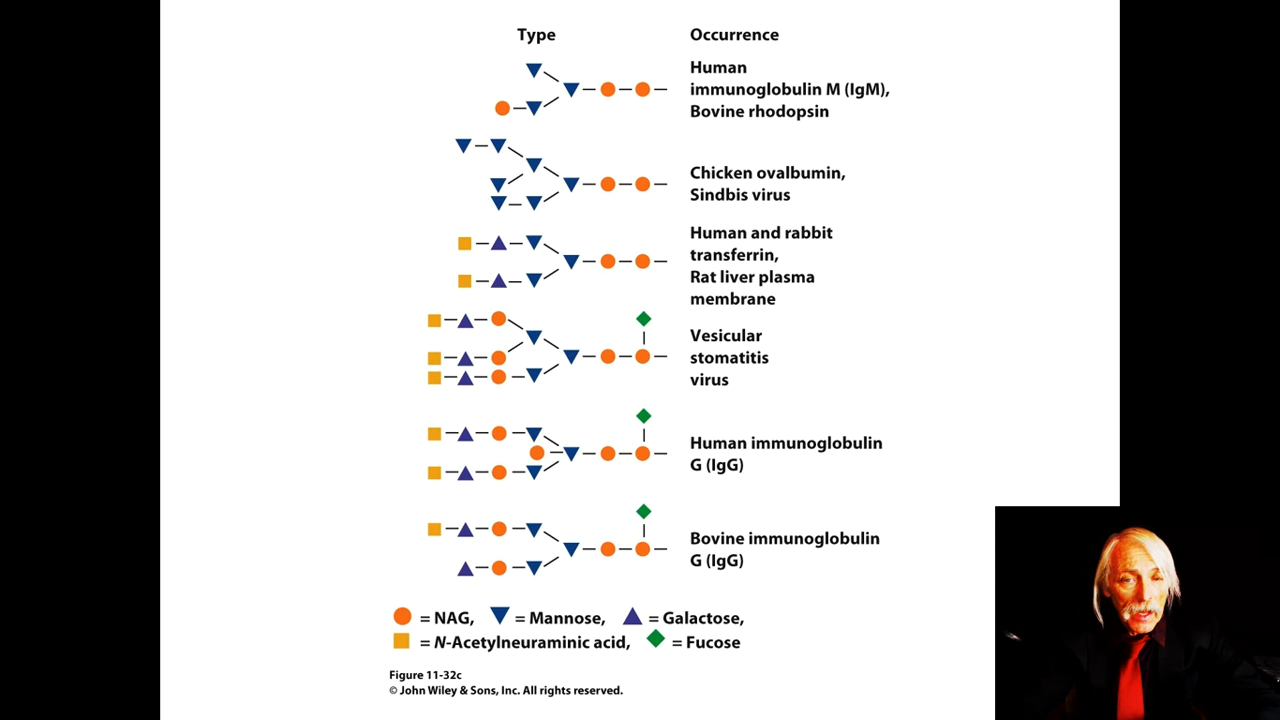 Type
Occurrence
Human
immunoglobulin M (IgM),
Bovine rhodopsin
Chicken ovalbumin,
Sindbis virus
Human and rabbit
transferrin,
Rat liver plasma
membrane
Vesicular
stomatitis
virus
Human immunoglobulin
G (IgG)
Bovine immunoglobulin
G (IgG)
= NAG, = Mannose, = Galactose,
= N-Acetylneuraminic acid, = Fucose
Figure 11-32c
© John Wiley & Sons, Inc. All rights reserved.